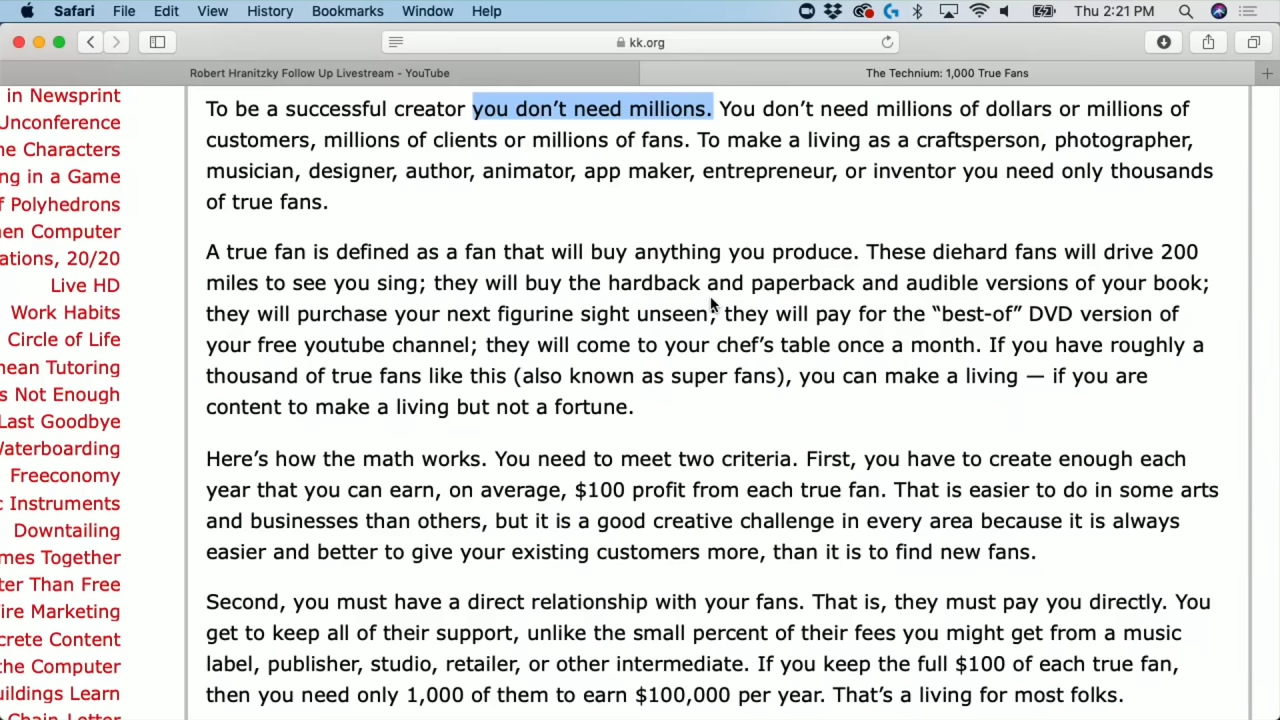 Safari File Edit View History Bookmarks Window Help Thu 2:21 PM
kk.org
Robert Hranitzky Follow Up Livestream – YouTube
The Technium: 1,000 True Fans
in Newsprint
Unconference
ne Characters
ng in a Game
f Polyhedrons
hen Computer
ations, 20/20
Live HD
Work Habits
Circle of Life
nean Tutoring
s Not Enough
Last Goodbye
Waterboarding
Freeconomy
c Instruments
Downtailing
mes Together
ter Than Free
ire Marketing
crete Content
the Computer
uildings Learn
Chain-Letter
To be a successful creator you don’t need millions. You don’t need millions of dollars or millions of
customers, millions of clients or millions of fans. To make a living as a craftsperson, photographer,
musician, designer, author, animator, app maker, entrepreneur, or inventor you need only thousands
of true fans.
A true fan is defined as a fan that will buy anything you produce. These diehard fans will drive 200
miles to see you sing; they will buy the hardback and paperback and audible versions of your book;
they will purchase your next figurine sight unseen; they will pay for the “best-of” DVD version of
your free youtube channel; they will come to your chef’s table once a month. If you have roughly a
thousand of true fans like this (also known as super fans), you can make a living — if you are
content to make a living but not a fortune.
Here’s how the math works. You need to meet two criteria. First, you have to create enough each
year that you can earn, on average, $100 profit from each true fan. That is easier to do in some arts
and businesses than others, but it is a good creative challenge in every area because it is always
easier and better to give your existing customers more, than it is to find new fans.
Second, you must have a direct relationship with your fans. That is, they must pay you directly. You
get to keep all of their support, unlike the small percent of their fees you might get from a music
label, publisher, studio, retailer, or other intermediate. If you keep the full $100 of each true fan,
then you need only 1,000 of them to earn $100,000 per year. That’s a living for most folks.